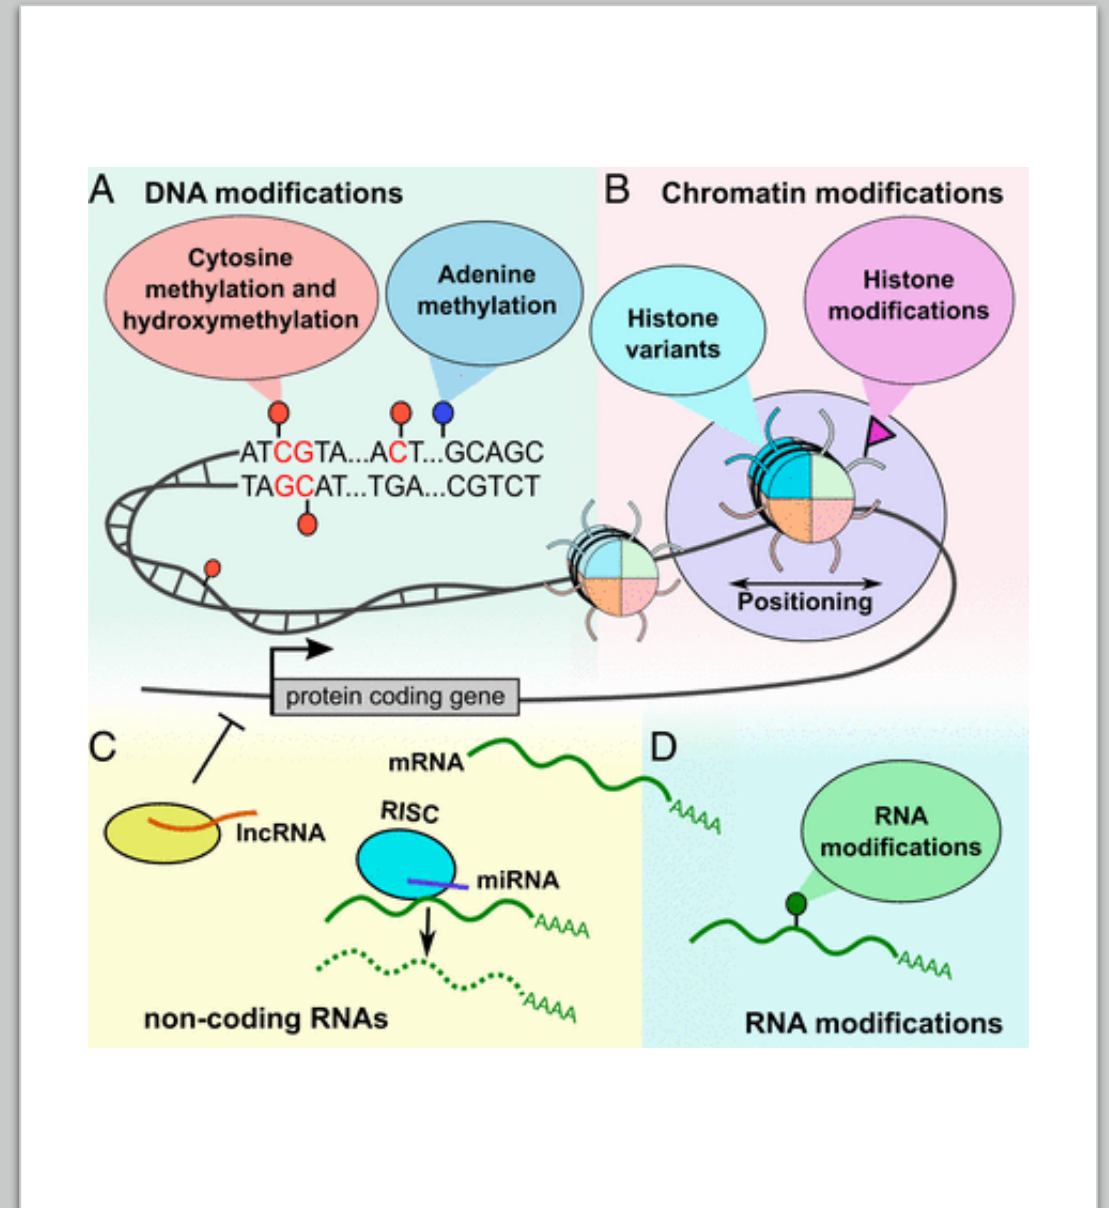 A DNA modifications
Cytosine
methylation and
hydroxymethylation
Adenine
methylation
ATCGTA...ACT...GCAGC
TAGCAT...TGA...CGTCT
B Chromatin modifications
Histone
variants
Histone
modifications
Positioning
protein coding gene
C
mRNA
AAAA
RISC
lncRNA
miRNA
AAAA
AAAA
non-coding RNAs
D
RNA
modifications
AAAA
RNA modifications